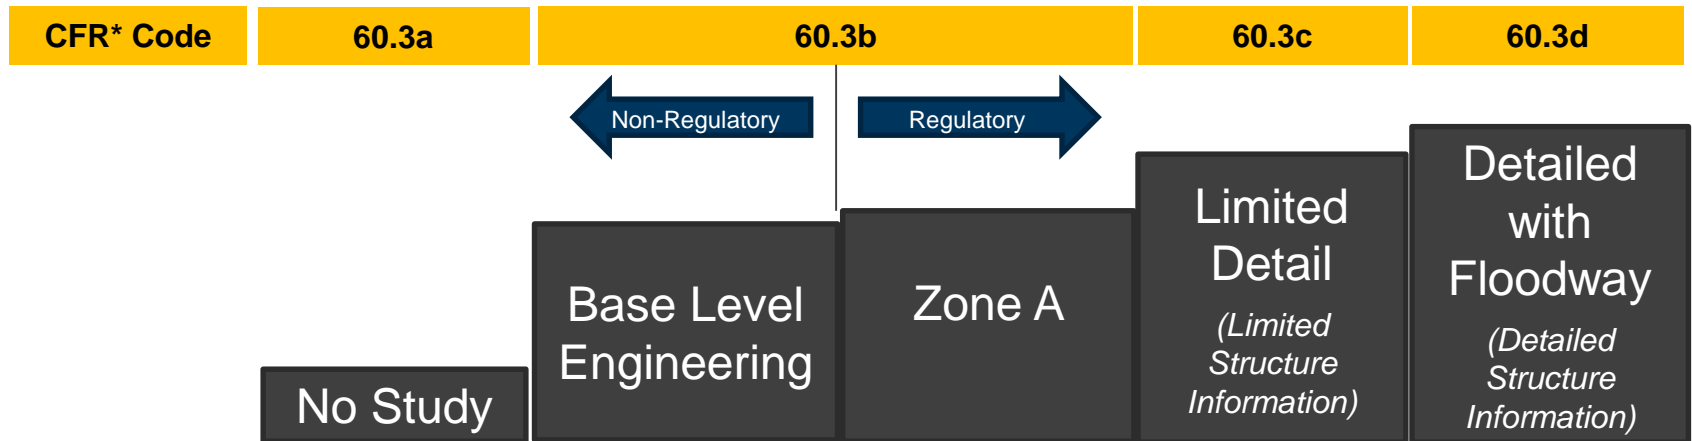 CFR* Code 60.3a 60.3b 60.3c 60.3d
Non-Regulatory Regulatory
No Study
Base Level
Engineering
Zone A
Limited
Detail
(Limited
Structure
Information)
Detailed
with
Floodway
(Detailed
Structure
Information)